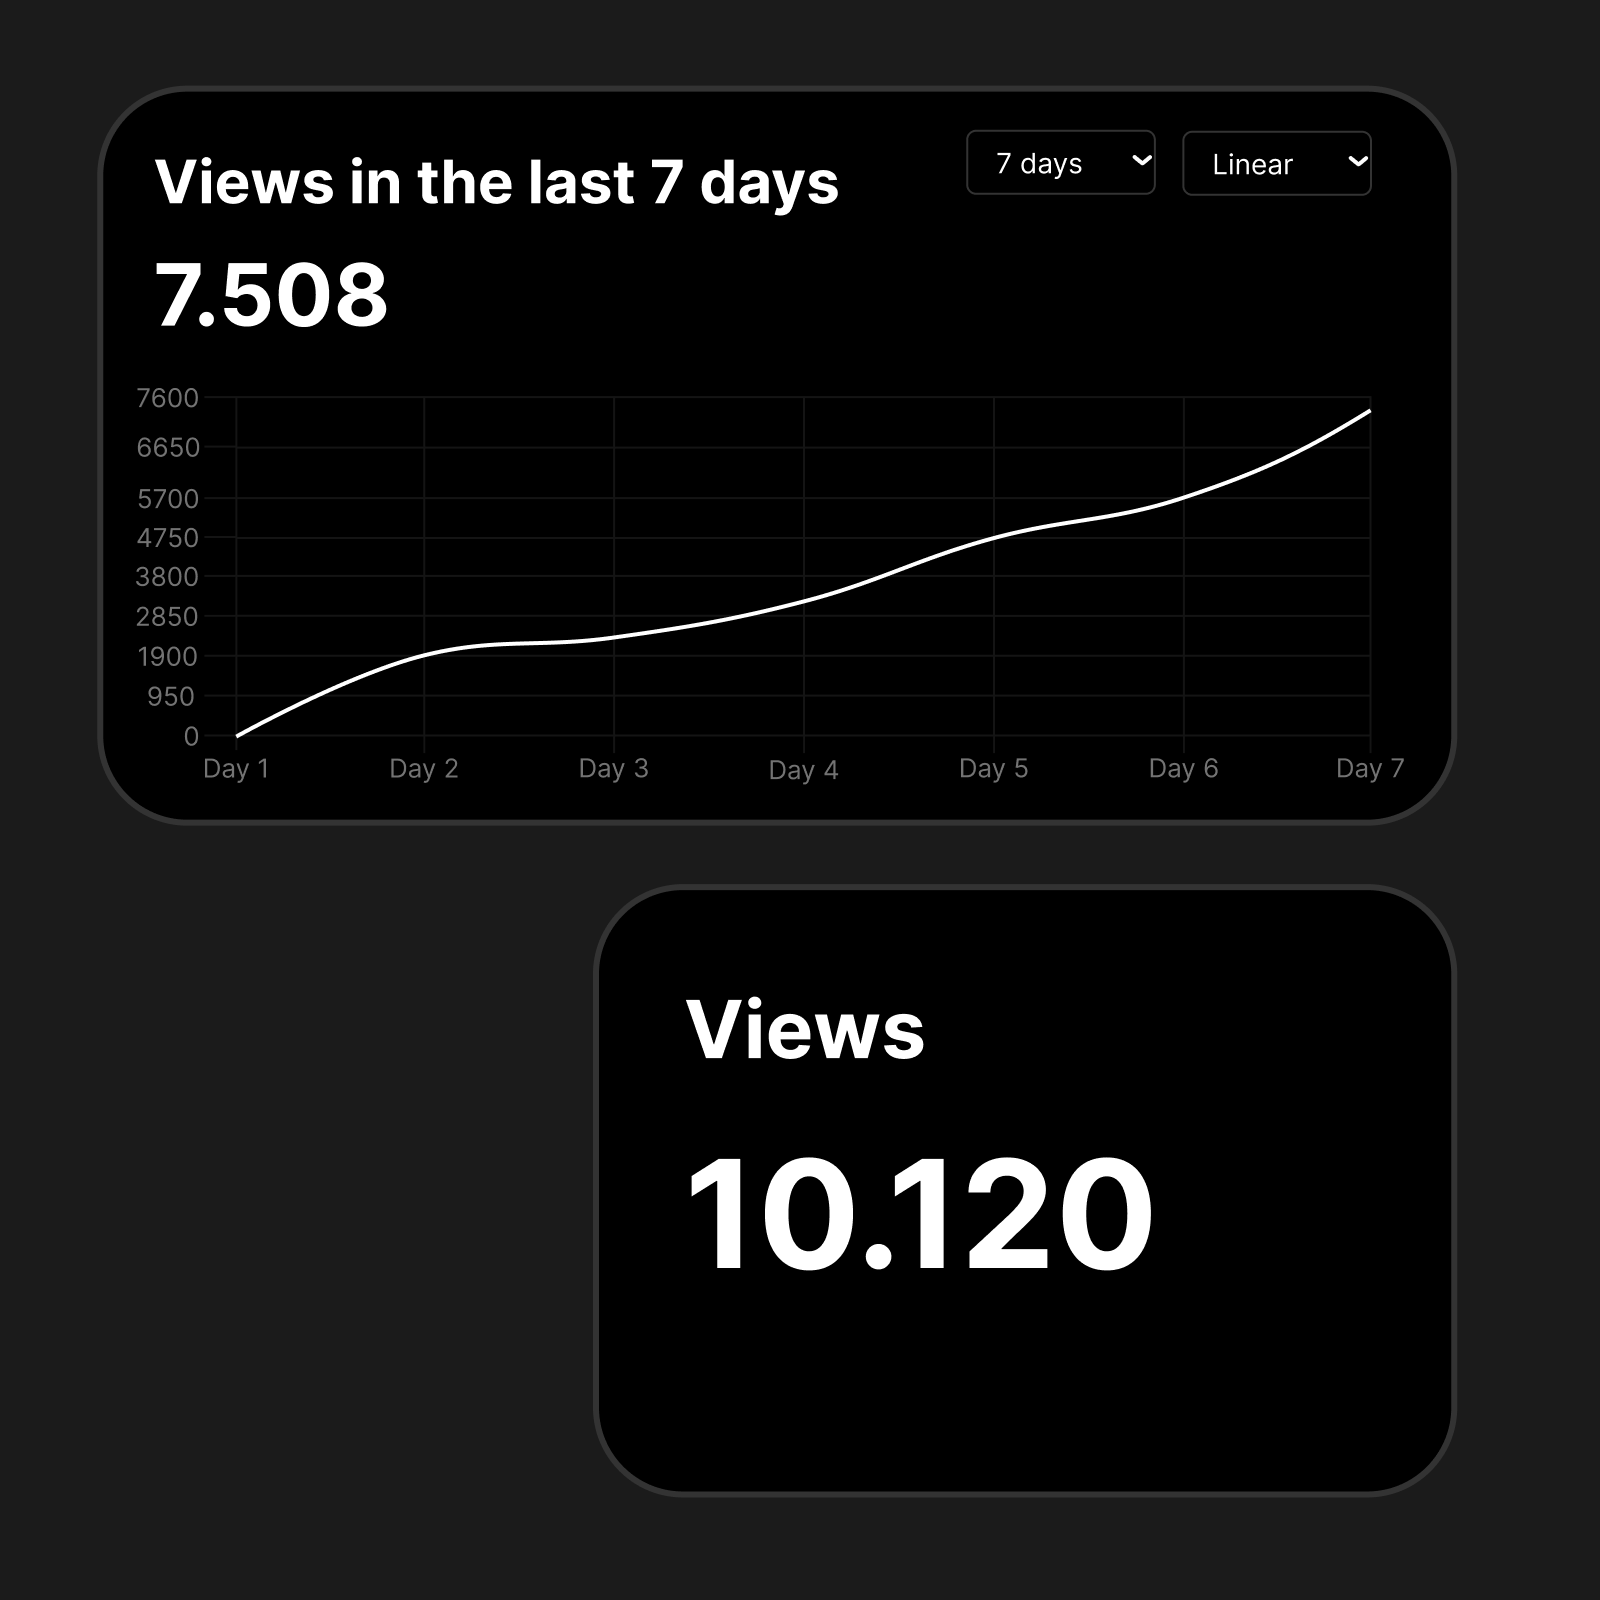 Views in the last 7 days
7 days
Linear
7.508
7600
6650
5700
4750
3800
2850
1900
950
0
Day 1 Day 2 Day 3 Day 4 Day 5 Day 6 Day 7
Views
10.120